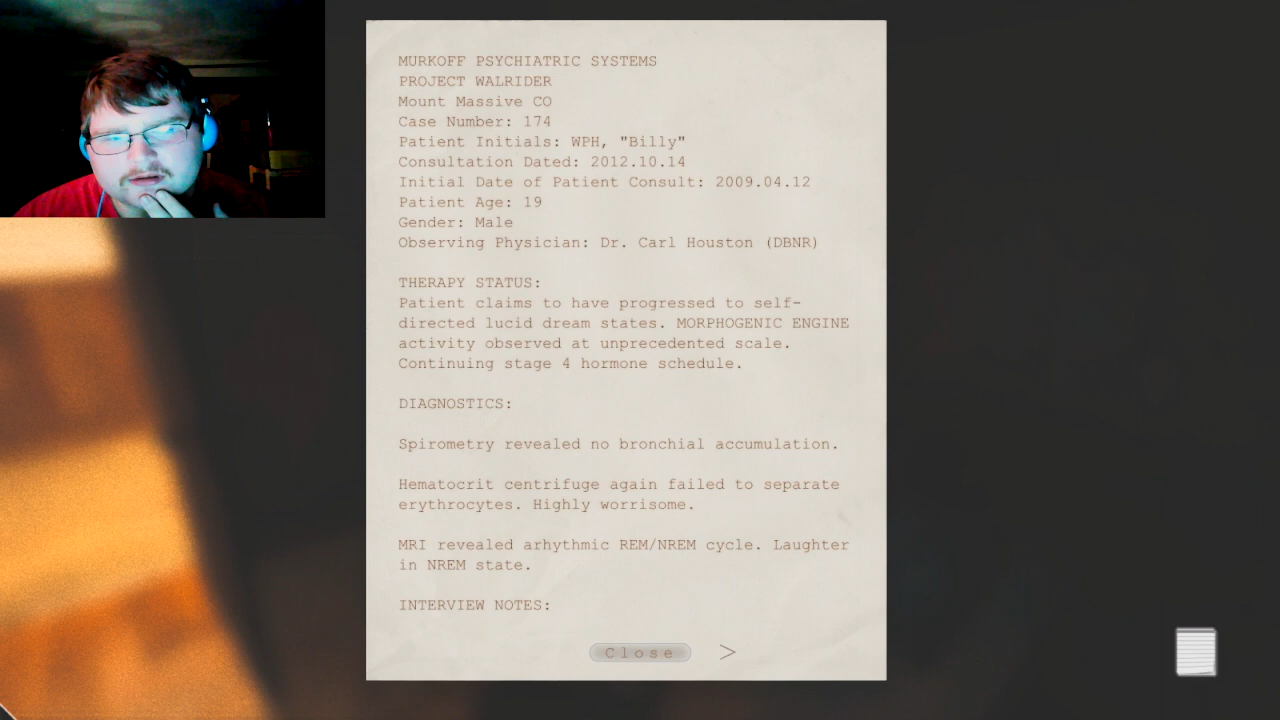 MURKOFF PSYCHIATRIC SYSTEMS
PROJECT WALRIDER
Mount Massive CO
Case Number: 174
Patient Initials: WPH, "Billy"
Consultation Dated: 2012.10.14
Initial Date of Patient Consult: 2009.04.12
Patient Age: 19
Gender: Male
Observing Physician: Dr. Carl Houston (DBNR)
THERAPY STATUS:
Patient claims to have progressed to self-
directed lucid dream states. MORPHOGENIC ENGINE
activity observed at unprecedented scale.
Continuing stage 4 hormone schedule.
DIAGNOSTICS:
Spirometry revealed no bronchial accumulation.
Hematocrit centrifuge again failed to separate
erythrocytes. Highly worrisome.
MRI revealed arhythmic REM/NREM cycle. Laughter
in NREM state.
INTERVIEW NOTES:
Close >